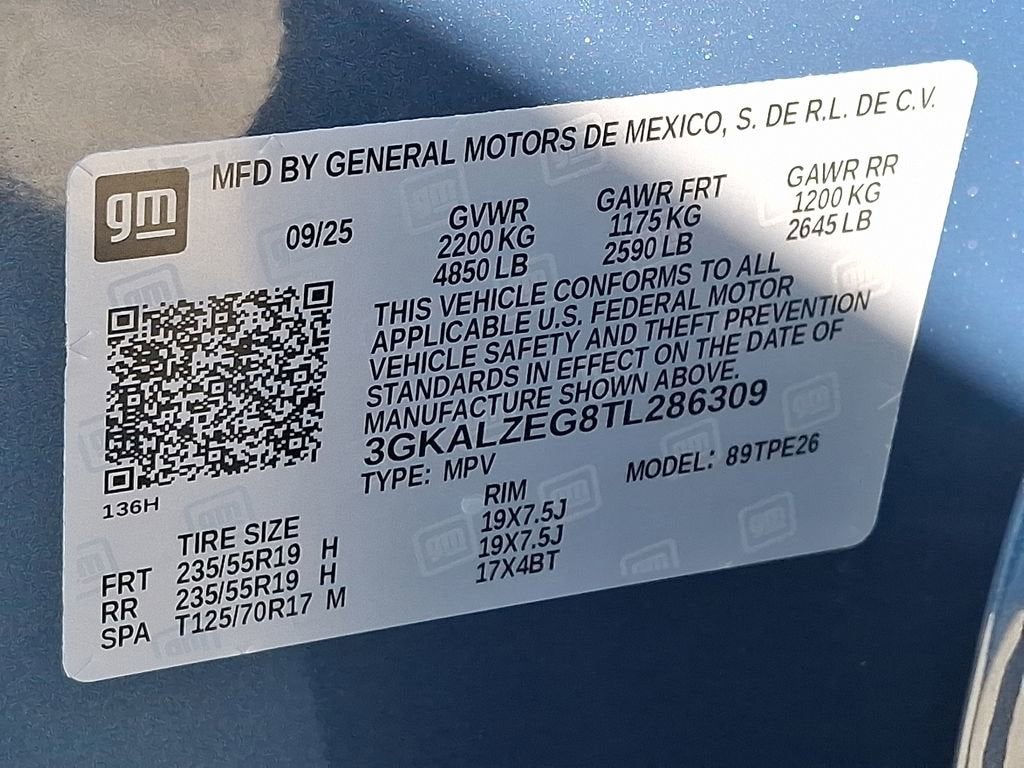 MFD BY GENERAL MOTORS DE MEXICO, S. DE R.L. DE C.V.
gm
09/25
GVWR
2200 KG
4850 LB
GAWR FRT
1175 KG
2590 LB
GAWR RR
1200 KG
2645 LB
THIS VEHICLE CONFORMS TO ALL
APPLICABLE U.S. FEDERAL MOTOR
VEHICLE SAFETY AND THEFT PREVENTION
STANDARDS IN EFFECT ON THE DATE OF
MANUFACTURE SHOWN ABOVE.
3GKALZEG8TL286309
TYPE: MPV
MODEL: 89TPE26
136H
TIRE SIZE
RIM
FRT 235/55R19 H 19X7.5J
RR 235/55R19 H 19X7.5J
SPA T125/70R17 M 17X4BT